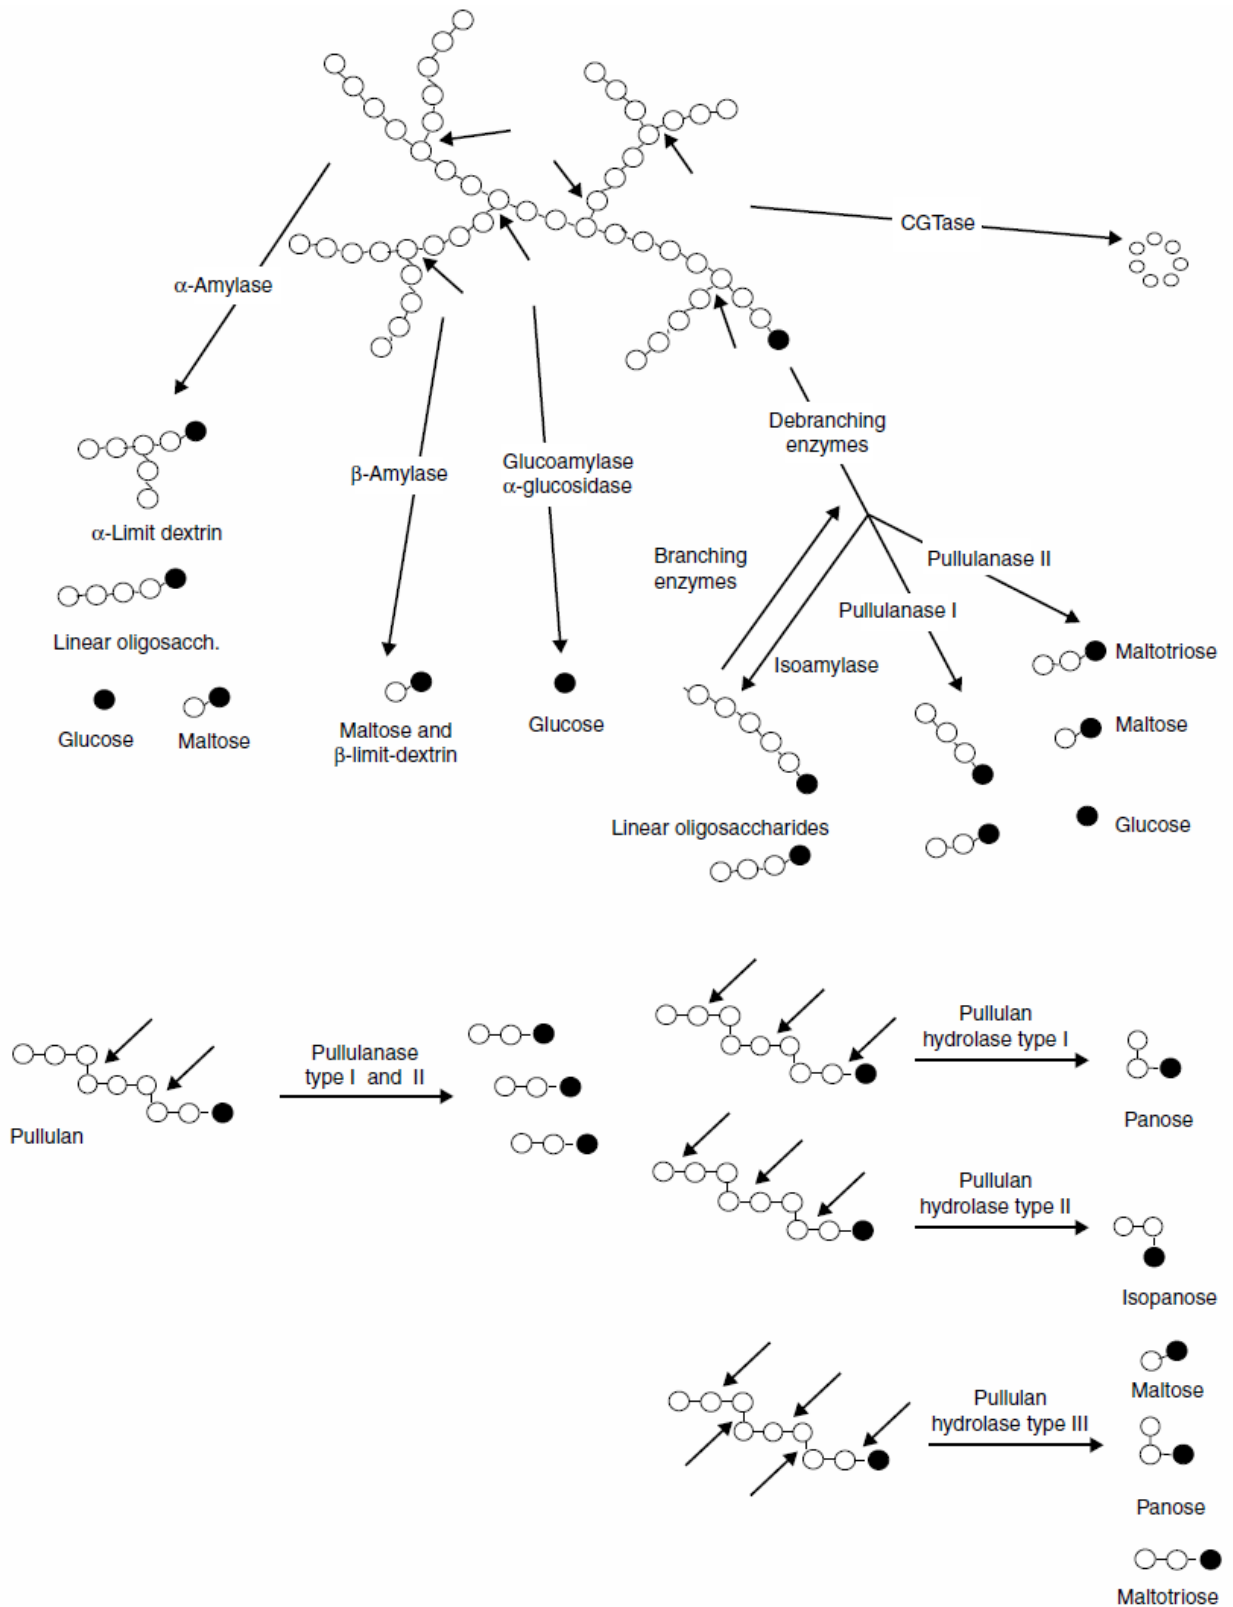 CGTase
α-Amylase
Debranching
enzymes
β-Amylase
Glucoamylase
α-glucosidase
α-Limit dextrin
Branching
enzymes
Pullulanase II
Pullulanase I
Linear oligosacch.
Isoamylase
Maltotriose
Glucose
Maltose
Maltose and
β-limit-dextrin
Glucose
Maltose
Linear oligosaccharides
Glucose
Pullulan
Pullulanase
type I and II
Pullulan
hydrolase type I
Panose
Pullulan
hydrolase type II
Isopanose
Maltose
Pullulan
hydrolase type III
Panose
Maltotriose